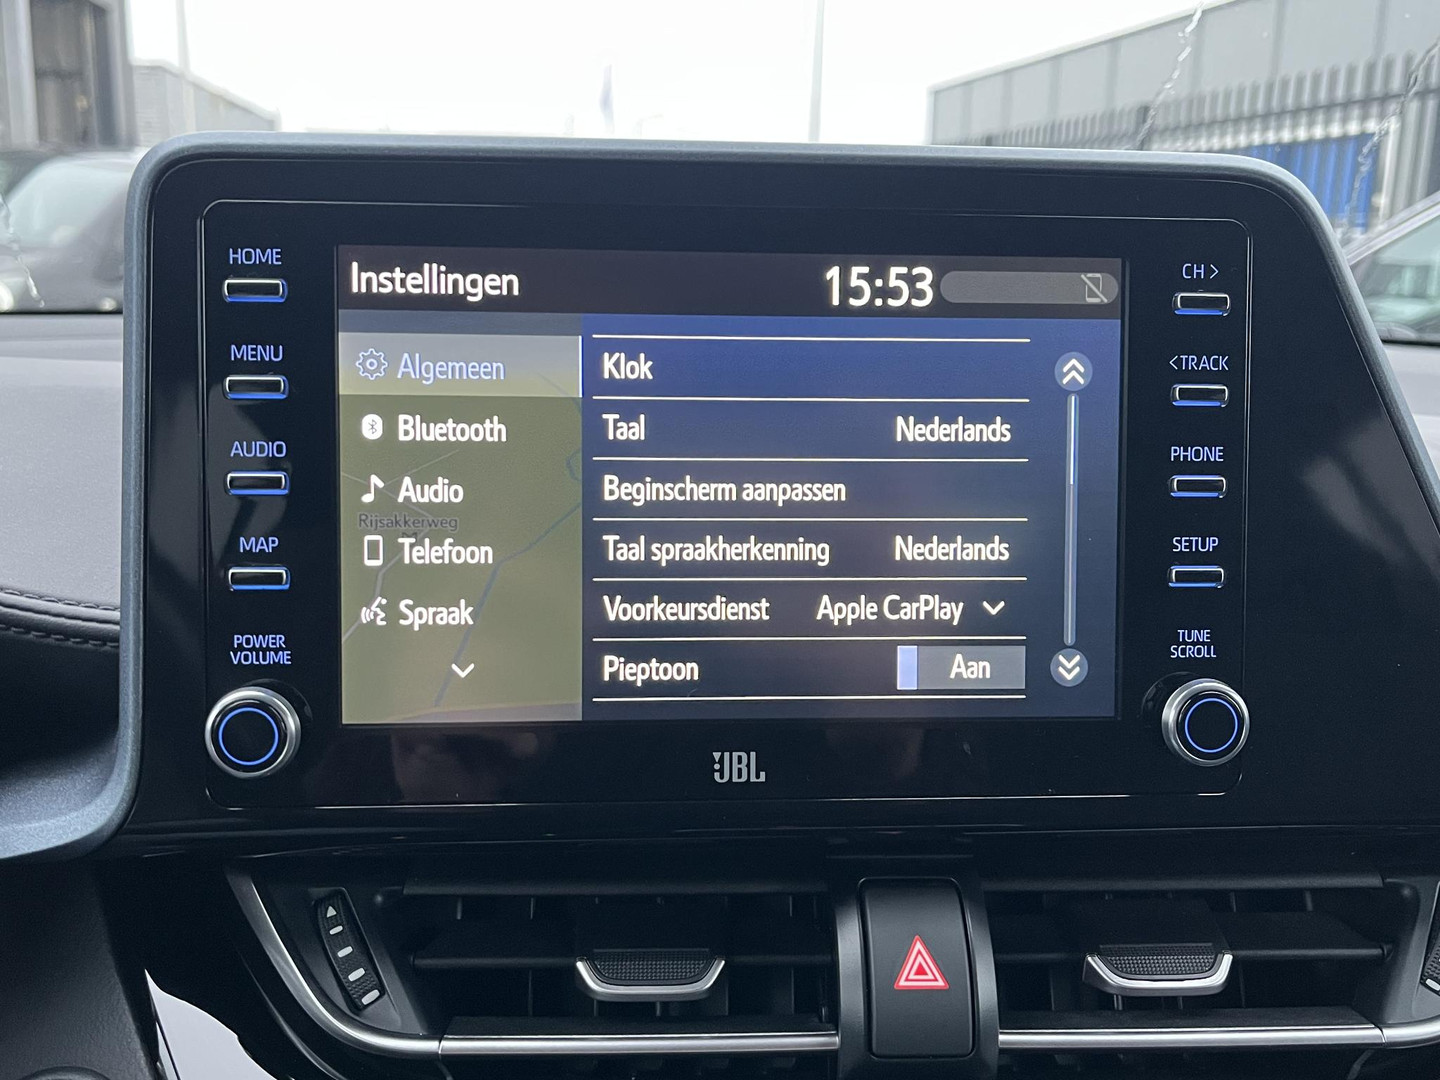 HOME
MENU
AUDIO
MAP
POWER
VOLUME
Instellingen
15:53
Algemeen
Bluetooth
Audio
Rijsakkerweg
Telefoon
Spraak
Klok
Taal Nederlands
Beginscherm aanpassen
Taal spraakherkenning Nederlands
Voorkeursdienst Apple CarPlay
Pieptoon Aan
CH >
<TRACK
PHONE
SETUP
TUNE
SCROLL
JBL